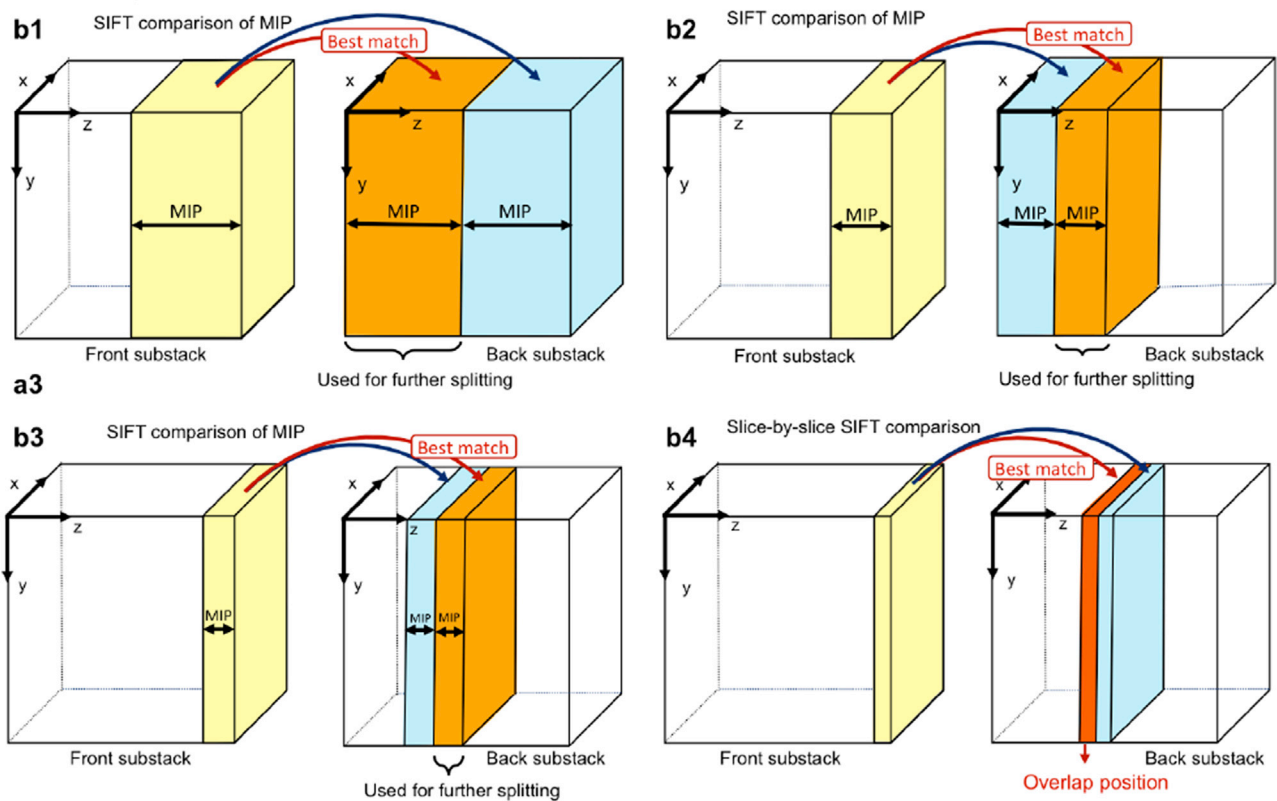 b1
SIFT comparison of MIP
Best match
x
z
y
MIP
Front substack
x
z
y
MIP
MIP
Back substack
Used for further splitting
b2
SIFT comparison of MIP
Best match
x
z
y
MIP
Front substack
x
z
y
MIP
MIP
Back substack
Used for further splitting
a3
b3
SIFT comparison of MIP
Best match
x
z
y
MIP
Front substack
x
z
y
MIP
MIP
Back substack
Used for further splitting
b4
Slice-by-slice SIFT comparison
Best match
x
z
y
Front substack
x
z
y
Back substack
Overlap position